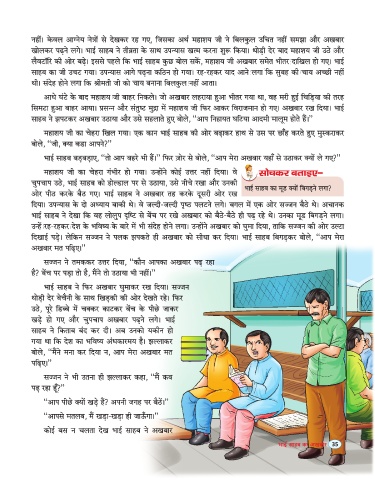 नहीं। केवल आग्नेय नेत्रों से देखकर रह गए, जिसका अर्थ महाशय जी ने बिलकुल उचित नहीं समझा और अखबार
खोलकर पढ़ने लगे। भाई साहब ने तीव्रता के साथ उपन्यास खत्म करना शुरू किया। थोड़ी देर बाद महाशय जी उठे और
लैवटॉरि की ओर बढ़े। इससे पहले कि भाई साहब कुछ बोल सकें, महाशय जी अखबार समेत भीतर दाखिल हो गए। भाई
साहब का जी उचट गया। उपन्यास आगे पढ़ना कठिन हो गया। रह-रहकर याद आने लगा कि सुबह की चाय अच्छी नहीं
थी। संदेह होने लगा कि श्रीमती जी को चाय बनाना बिलकुल नहीं आता।
आधे घंटे के बाद महाशय जी बाहर निकले। जो अखबार लहराया हुआ भीतर गया था, वह मरी हुई चिड़िया की तरह
सिमटा हुआ बाहर आया। प्रसन्न और संतुष्ट मुद्रा में महाशय जी फिर आकर विराजमान हो गए। अखबार रख दिया। भाई
साहब ने झपटकर अखबार उठाया और उसे सहलाते हुए बोले, "आप निहायत घटिया आदमी मालूम होते हैं।"
महाशय जी का चेहरा खिल गया। एक कान भाई साहब की ओर बढ़ाकर हाथ से उस पर छाँह करते हुए मुस्कराकर
बोले, "जी, क्या कहा आपने?"
भाई साहब बड़बड़ाए, "तो आप बहरे भी हैं।" फिर ज़ोर से बोले, "आप मेरा अखबार यहाँ से उठाकर क्यों ले गए?"
महाशय जी का चेहरा गंभीर हो गया। उन्होंने कोई उत्तर नहीं दिया। वे
चुपचाप उठे, भाई साहब को होल्डाल पर से उठाया, उसे नीचे रखा और उनकी
ओर पीठ करके बैठ गए। भाई साहब ने अखबार तह करके दूसरी ओर रख
सोचकर बताइए–
भाई साहब का मूड क्यों बिगड़ने लगा?
दिया। उपन्यास के दो अध्याय बाकी थे। वे जल्दी-जल्दी पृष्ठ पलटने लगे। बगल में एक ओर सज्जन बैठे थे। अचानक
भाई साहब ने देखा कि वह लोलुप दृष्टि से बेंच पर रखे अखबार को बैठे-बैठे ही पढ़ रहे थे। उनका मूड बिगड़ने लगा।
उन्हें रह-रहकर देश के भविष्य के बारे में भी संदेह होने लगा। उन्होंने अखबार को घुमा दिया, ताकि सज्जन को और उल्टा
दिखाई पड़े। लेकिन सज्जन ने पलक झपकते ही अखबार को सीधा कर दिया। भाई साहब बिगड़कर बोले, "आप मेरा
अखबार मत पढ़िए।"
सज्जन ने तमककर उत्तर दिया, "कौन आपका अखबार पढ़ रहा
है? बेंच पर पड़ा तो है, मैंने तो उठाया भी नहीं।"
भाई साहब ने फिर अखबार घुमाकर रख दिया। सज्जन
थोड़ी देर बेचैनी के साथ खिड़की की ओर देखते रहे। फिर
उठे, पूरे डिब्बे में चक्कर काटकर बेंच के पीछे जाकर
खड़े हो गए और चुपचाप अखबार पढ़ने लगे। भाई
साहब ने किताब बंद कर दी। अब उनको यकीन हो
गया था कि देश का भविष्य अंधकारमय है। झल्लाकर
बोले, "मैंने मना कर दिया न, आप मेरा अखबार मत
पढ़िए।"
सज्जन ने भी उतना ही झल्लाकर कहा, "मैं कब
पढ़ रहा हूँ?"
"आप पीछे क्यों खड़े हैं? अपनी जगह पर बैठें।"
"आपसे मतलब, मैं खड़ा-खड़ा ही जाऊँगा।"
कोई बस न चलता देख भाई साहब ने अखबार
भाई साहब का अखबार 35